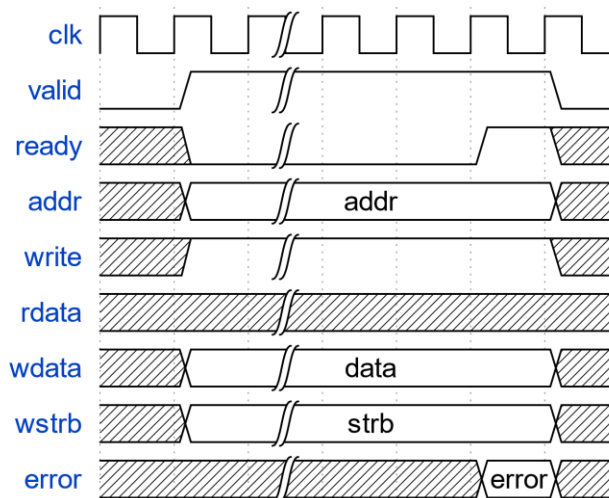 clk
valid
ready
addr addr
write
rdata
wdata data
wstrb strb
error error